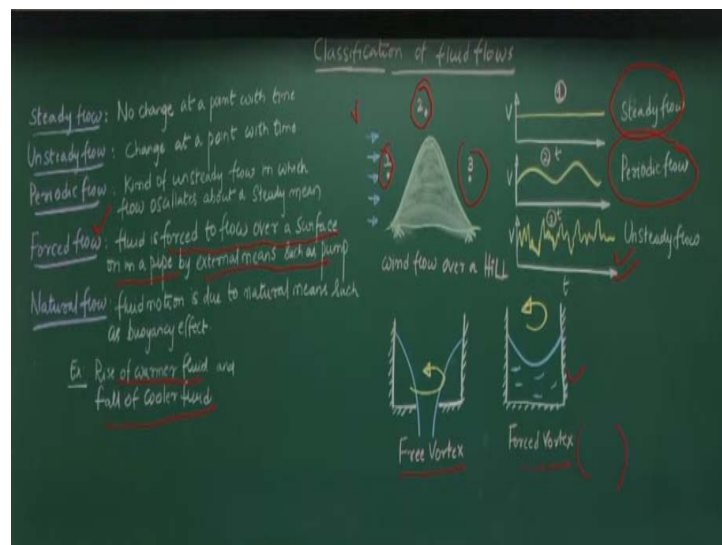 Classification of fluid flows
Steady flow: No change at a point with time
Unsteady flow: Change at a point with time
Periodic flow: Kind of unsteady flow in which
flow oscillates about a steady mean
Forced flow: fluid is forced to flow over a surface
or in a pipe by external means such as pump
Natural flow: fluid motion is due to natural means such
as buoyancy effect.
Ex: Rise of warmer fluid and
fall of cooler fluid
2
1
3
wind flow over a HiLL
V
1
Steady flow
V
2
t
Periodic flow
V
3
t
Unsteady flow
t
Free Vortex
Forced Vortex ( )